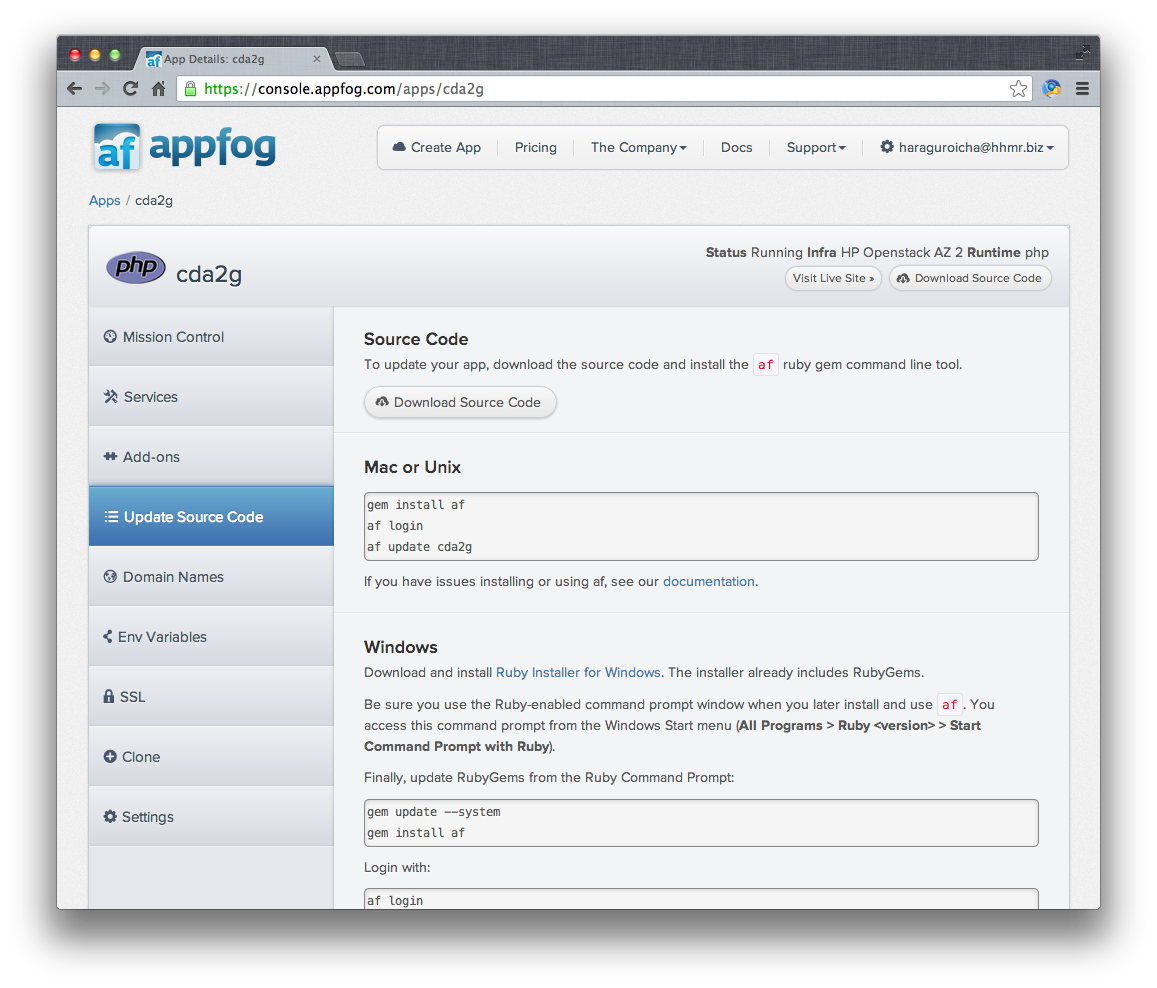 App Details: cda2g
https://console.appfog.com/apps/cda2g
af appfog
Create App Pricing The Company Docs Support haraguroicha@hhmr.biz
Apps / cda2g
php cda2g
Status Running Infra HP Openstack AZ 2 Runtime php
Visit Live Site » Download Source Code
Mission Control
Services
Add-ons
Update Source Code
Domain Names
Env Variables
SSL
Clone
Settings
Source Code
To update your app, download the source code and install the af ruby gem command line tool.
Download Source Code
Mac or Unix
gem install af
af login
af update cda2g
If you have issues installing or using af, see our documentation.
Windows
Download and install Ruby Installer for Windows. The installer already includes RubyGems.
Be sure you use the Ruby-enabled command prompt window when you later install and use af. You
access this command prompt from the Windows Start menu (All Programs > Ruby <version> > Start
Command Prompt with Ruby).
Finally, update RubyGems from the Ruby Command Prompt:
gem update --system
gem install af
Login with:
af login